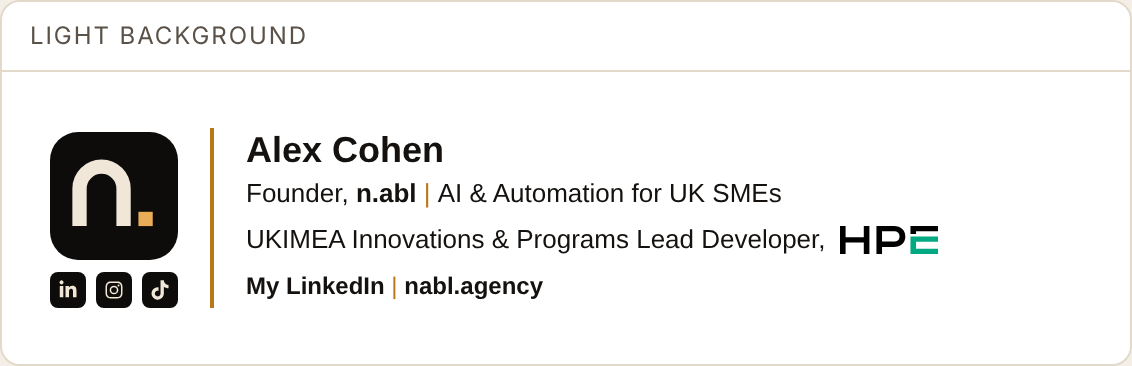 LIGHT BACKGROUND
n.
in
Alex Cohen
Founder, n.abl | AI & Automation for UK SMEs
UKIMEA Innovations & Programs Lead Developer, HPE
My LinkedIn | nabl.agency